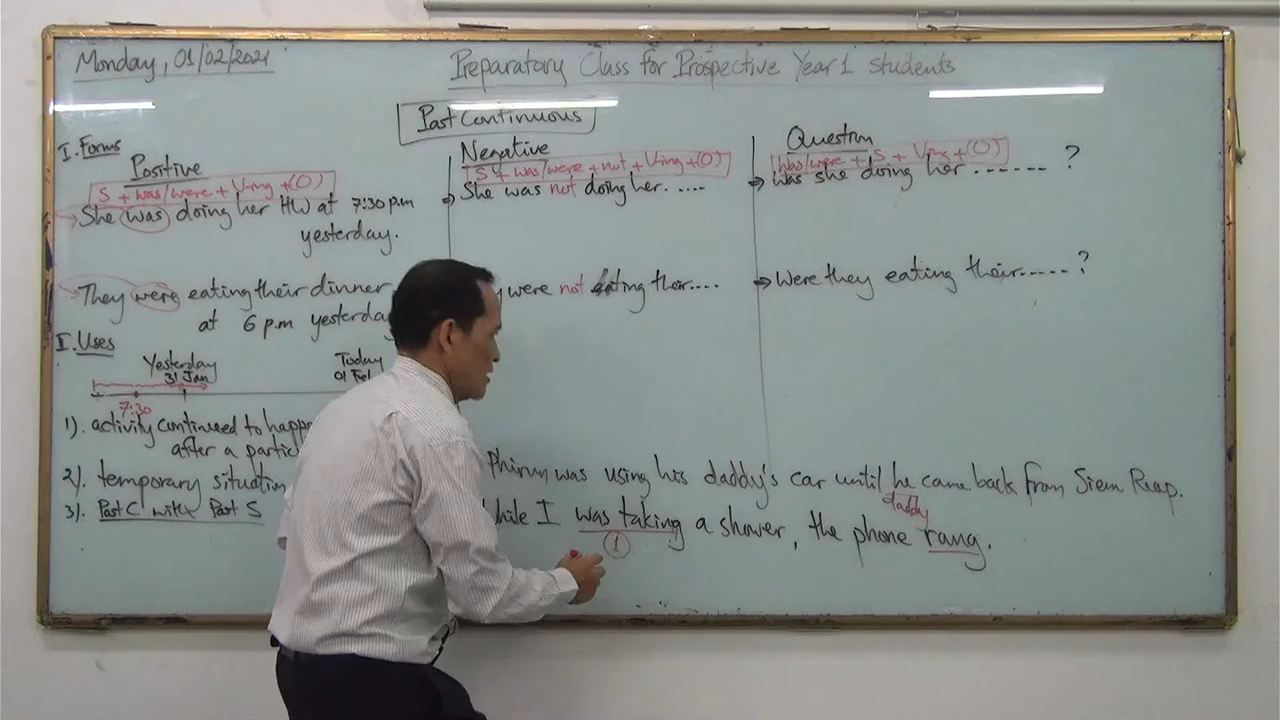 Monday, 01/02/2021
Preparatory Class for Prospective Year 1 Students
Past Continuous
I. Forms
Positive
S + was/were + V-ing + (O)
She was doing her HW at 7:30 p.m
yesterday.
They were eating their dinner
at 6 p.m yesterday
Negative
S + was/were + not + V-ing + (O)
She was not doing her.....
were not eating their....
Question
Was/were + S + V-ing + (O)
Was she doing her ....... ?
Were they eating their..... ?
I. Uses
Yesterday
31 Jan
Today
01
7:30
1). activity continued to
after a
2). temporary situation
3). Past C with Past S
Phirun was using his daddy's car until he came back from Siem Reap.
daddy
While I was taking a shower, the phone rang.
1